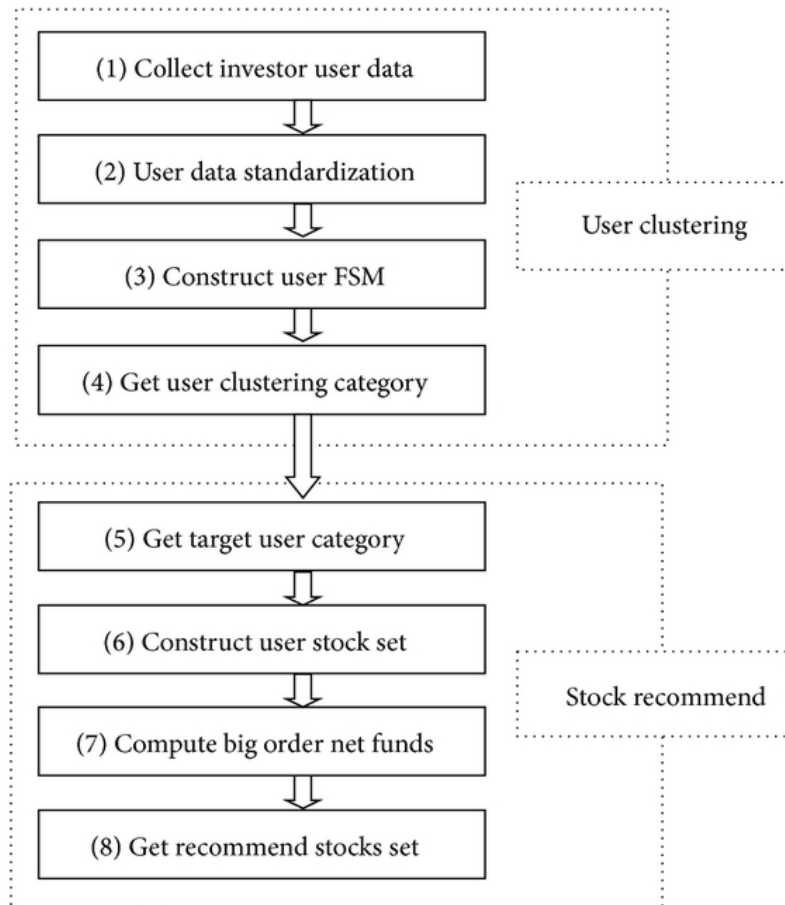 (1) Collect investor user data
(2) User data standardization
User clustering
(3) Construct user FSM
(4) Get user clustering category
(5) Get target user category
(6) Construct user stock set
Stock recommend
(7) Compute big order net funds
(8) Get recommend stocks set